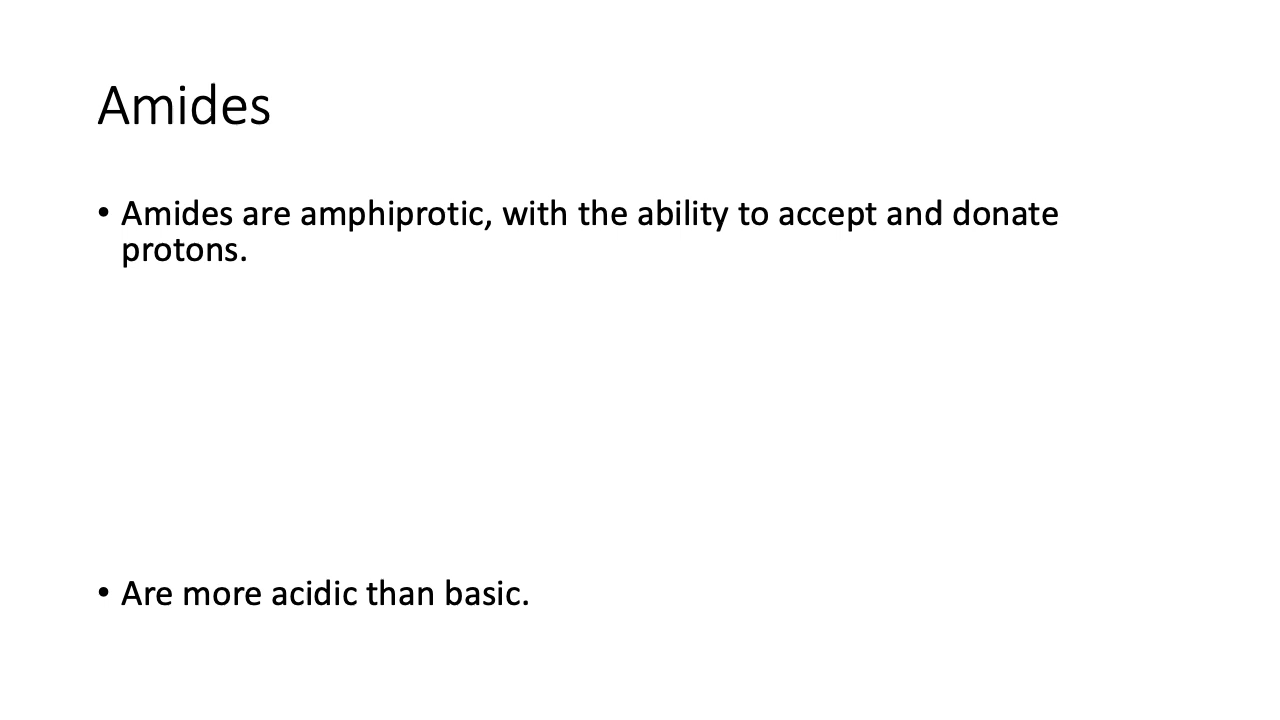 Amides
• Amides are amphiprotic, with the ability to accept and donate
protons.
• Are more acidic than basic.